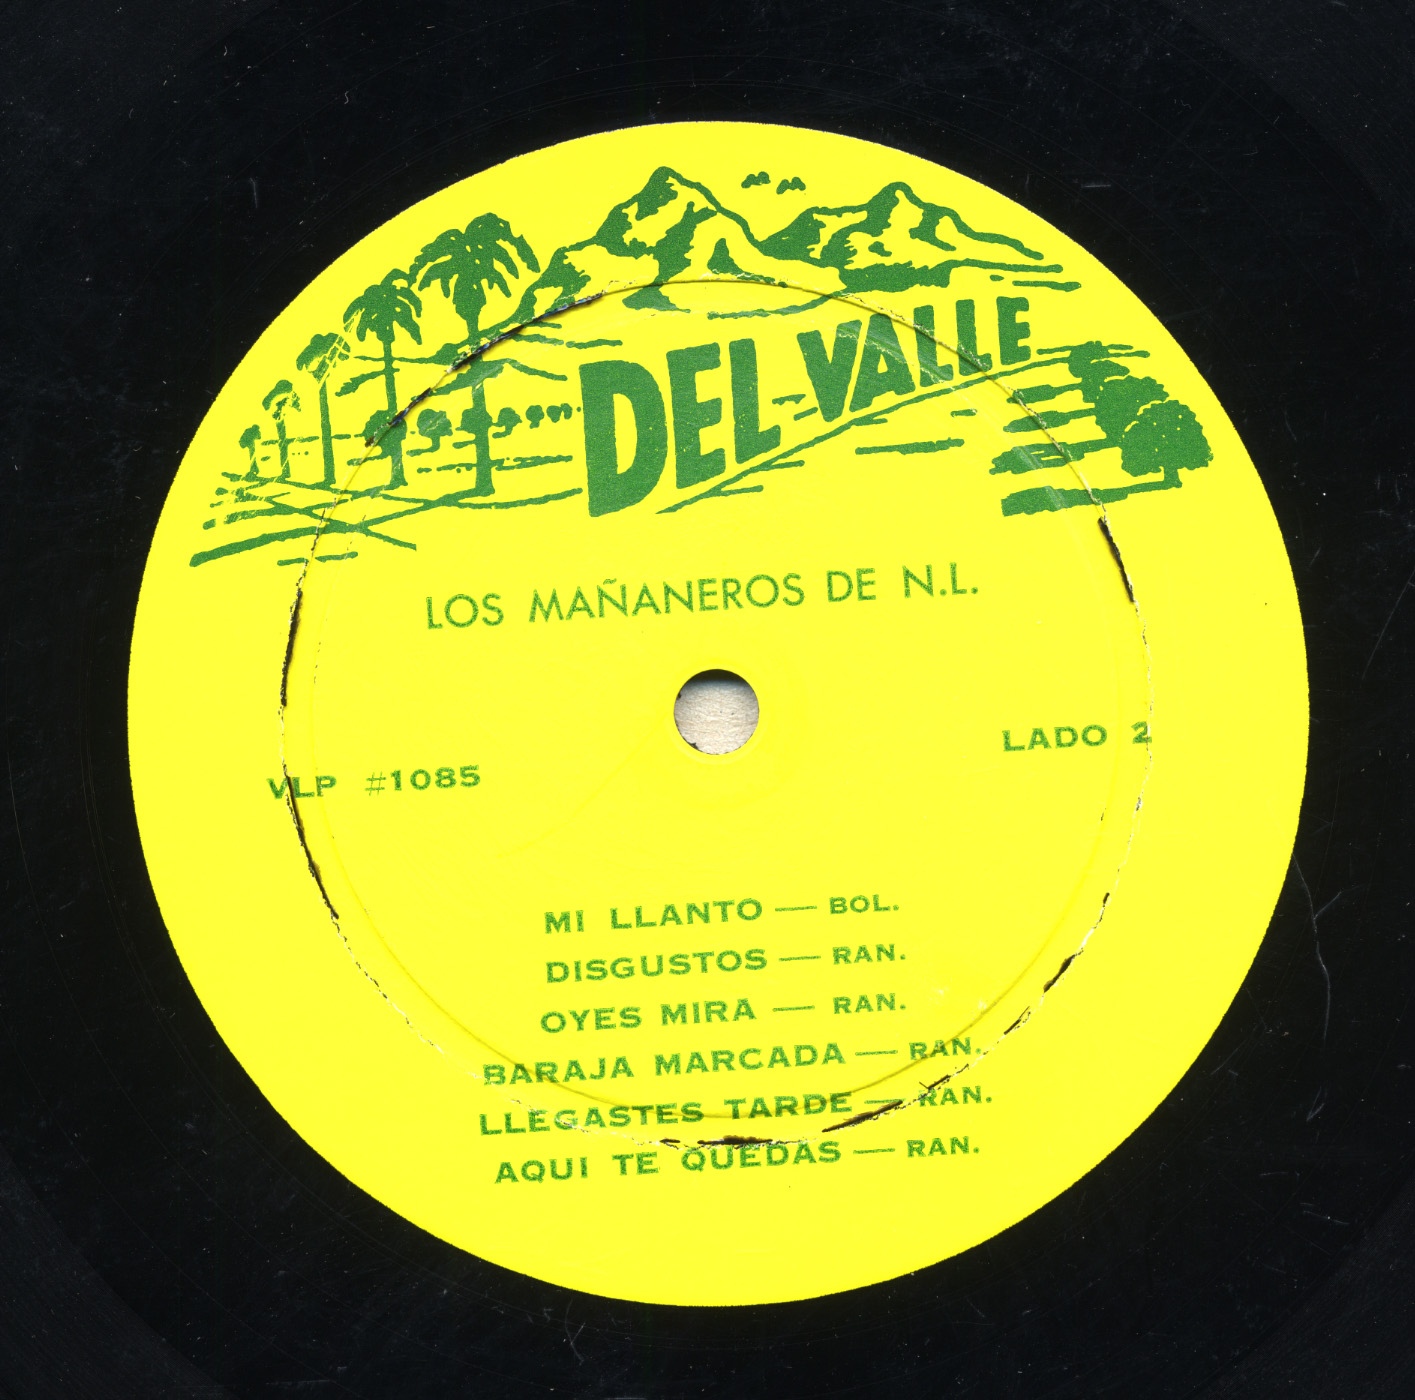 DEL VALLE
LOS MAÑANEROS DE N.L.
LADO 2
VLP #1085
MI LLANTO — BOL.
DISGUSTOS — RAN.
OYES MIRA — RAN.
BARAJA MARCADA — RAN.
LLEGASTES TARDE — RAN.
AQUI TE QUEDAS — RAN.